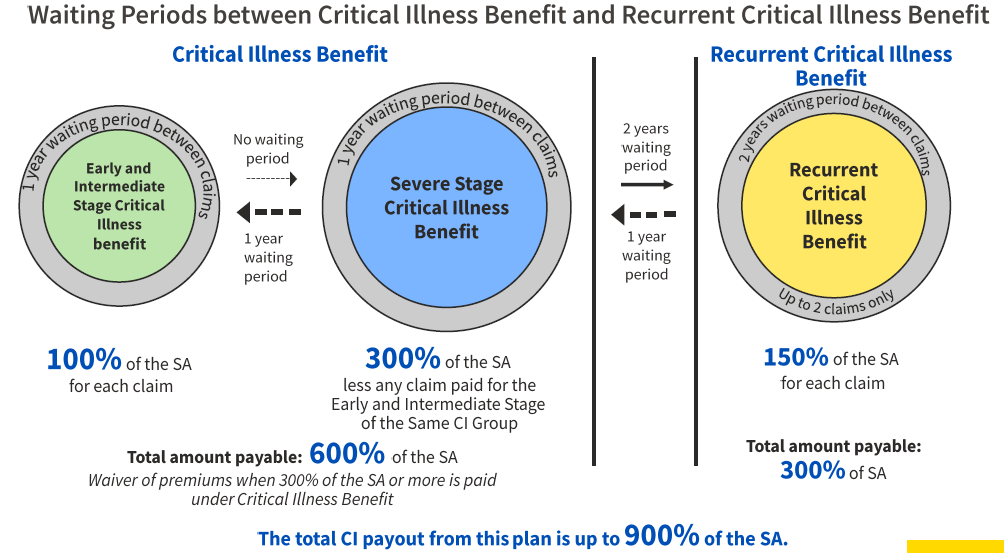 Waiting Periods between Critical Illness Benefit and Recurrent Critical Illness Benefit
Critical Illness Benefit
1 year waiting period between claims
Early and
Intermediate
Stage Critical
Illness
benefit
No waiting
period
1 year
waiting
period
1 year waiting period between claims
Severe Stage
Critical Illness
Benefit
2 years
waiting
period
1 year
waiting
period
Recurrent Critical Illness
Benefit
2 years waiting period between claims
Recurrent
Critical
Illness
Benefit
Up to 2 claims only
100% of the SA
for each claim
300% of the SA
less any claim paid for the
Early and Intermediate Stage
of the Same CI Group
150% of the SA
for each claim
Total amount payable: 600% of the SA
Waiver of premiums when 300% of the SA or more is paid
under Critical Illness Benefit
Total amount payable:
300% of SA
The total CI payout from this plan is up to 900% of the SA.